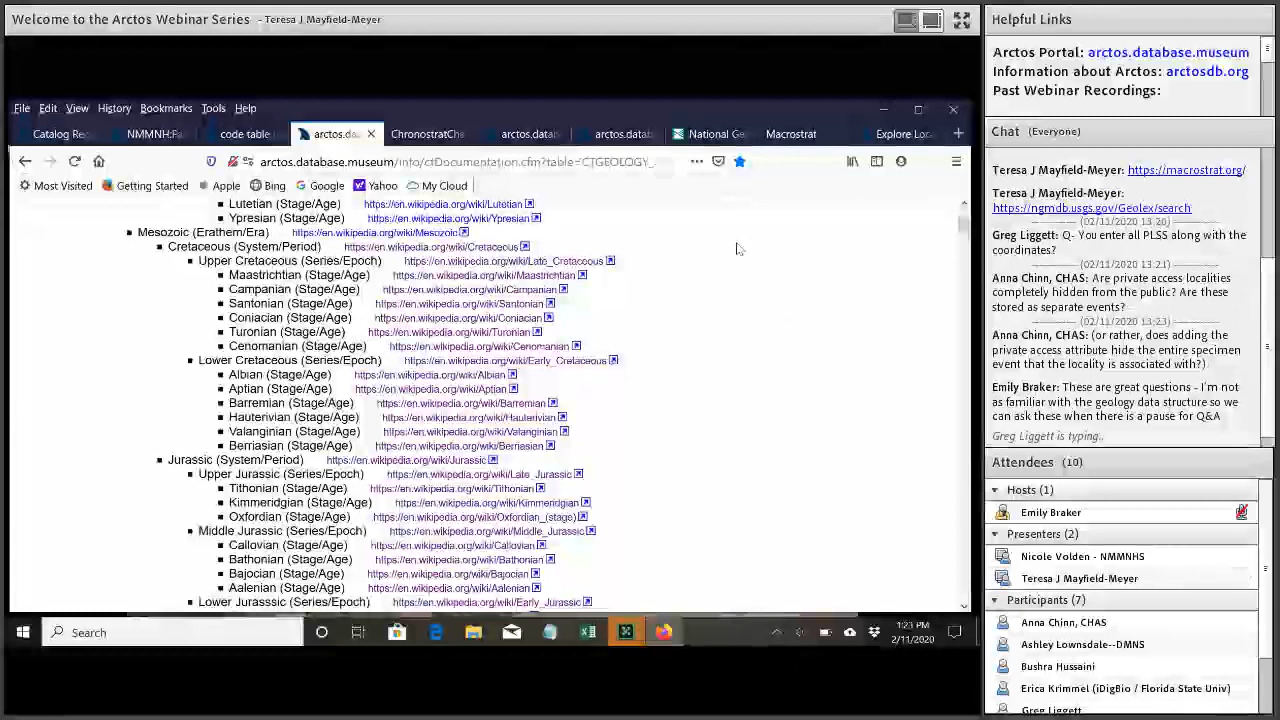 Welcome to the Arctos Webinar Series - Teresa J Mayfield-Meyer
File Edit View History Bookmarks Tools Help
Catalog Re NMMNH:Pa code table arctos.da ChronostratCha arctos.datab arctos.datab National Ge Macrostrat Explore Loc
arctos.database.museum/info/ctDocumentation.cfm?table=CTGEOLOGY_
Most Visited Getting Started Apple Bing Google Yahoo My Cloud
Lutetian (Stage/Age) https://en.wikipedia.org/wiki/Lutetian
Ypresian (Stage/Age) https://en.wikipedia.org/wiki/Ypresian
Mesozoic (Erathem/Era) https://en.wikipedia.org/wiki/Mesozoic
Cretaceous (System/Period) https://en.wikipedia.org/wiki/Cretaceous
Upper Cretaceous (Series/Epoch) https://en.wikipedia.org/wiki/Late_Cretaceous
Maastrichtian (Stage/Age) https://en.wikipedia.org/wiki/Maastrichtian
Campanian (Stage/Age) https://en.wikipedia.org/wiki/Campanian
Santonian (Stage/Age) https://en.wikipedia.org/wiki/Santonian
Coniacian (Stage/Age) https://en.wikipedia.org/wiki/Coniacian
Turonian (Stage/Age) https://en.wikipedia.org/wiki/Turonian
Cenomanian (Stage/Age) https://en.wikipedia.org/wiki/Cenomanian
Lower Cretaceous (Series/Epoch) https://en.wikipedia.org/wiki/Early_Cretaceous
Albian (Stage/Age) https://en.wikipedia.org/wiki/Albian
Aptian (Stage/Age) https://en.wikipedia.org/wiki/Aptian
Barremian (Stage/Age) https://en.wikipedia.org/wiki/Barremian
Hauterivian (Stage/Age) https://en.wikipedia.org/wiki/Hauterivian
Valanginian (Stage/Age) https://en.wikipedia.org/wiki/Valanginian
Berriasian (Stage/Age) https://en.wikipedia.org/wiki/Berriasian
Jurassic (System/Period) https://en.wikipedia.org/wiki/Jurassic
Upper Jurassic (Series/Epoch) https://en.wikipedia.org/wiki/Late_Jurassic
Tithonian (Stage/Age) https://en.wikipedia.org/wiki/Tithonian
Kimmeridgian (Stage/Age) https://en.wikipedia.org/wiki/Kimmeridgian
Oxfordian (Stage/Age) https://en.wikipedia.org/wiki/Oxfordian_(stage)
Middle Jurassic (Series/Epoch) https://en.wikipedia.org/wiki/Middle_Jurassic
Callovian (Stage/Age) https://en.wikipedia.org/wiki/Callovian
Bathonian (Stage/Age) https://en.wikipedia.org/wiki/Bathonian
Bajocian (Stage/Age) https://en.wikipedia.org/wiki/Bajocian
Aalenian (Stage/Age) https://en.wikipedia.org/wiki/Aalenian
Lower Jurasssic (Series/Epoch) https://en.wikipedia.org/wiki/Early_Jurassic
Search
1:23 PM
2/11/2020
Helpful Links
Arctos Portal: arctos.database.museum
Information about Arctos: arctosdb.org
Past Webinar Recordings:
Chat (Everyone)
Teresa J Mayfield-Meyer: https://macrostrat.org/
Teresa J Mayfield-Meyer:
https://ngmdb.usgs.gov/Geolex/search
(02/11/2020 13:20)
Greg Liggett: Q- You enter all PLSS along with the
coordinates?
(02/11/2020 13:21)
Anna Chinn, CHAS: Are private access localities
completely hidden from the public? Are these
stored as separate events?
(02/11/2020 13:23)
Anna Chinn, CHAS: (or rather, does adding the
private access attribute hide the entire specimen
event that the locality is associated with?)
Emily Braker: These are great questions - I'm not
as familiar with the geology data structure so we
can ask these when there is a pause for Q&A
Greg Liggett is typing..
Attendees (10)
Hosts (1)
Emily Braker
Presenters (2)
Nicole Volden - NMMNHS
Teresa J Mayfield-Meyer
Participants (7)
Anna Chinn, CHAS
Ashley Lownsdale--DMNS
Bushra Hussaini
Erica Krimmel (iDigBio / Florida State Univ)
Greg Liggett